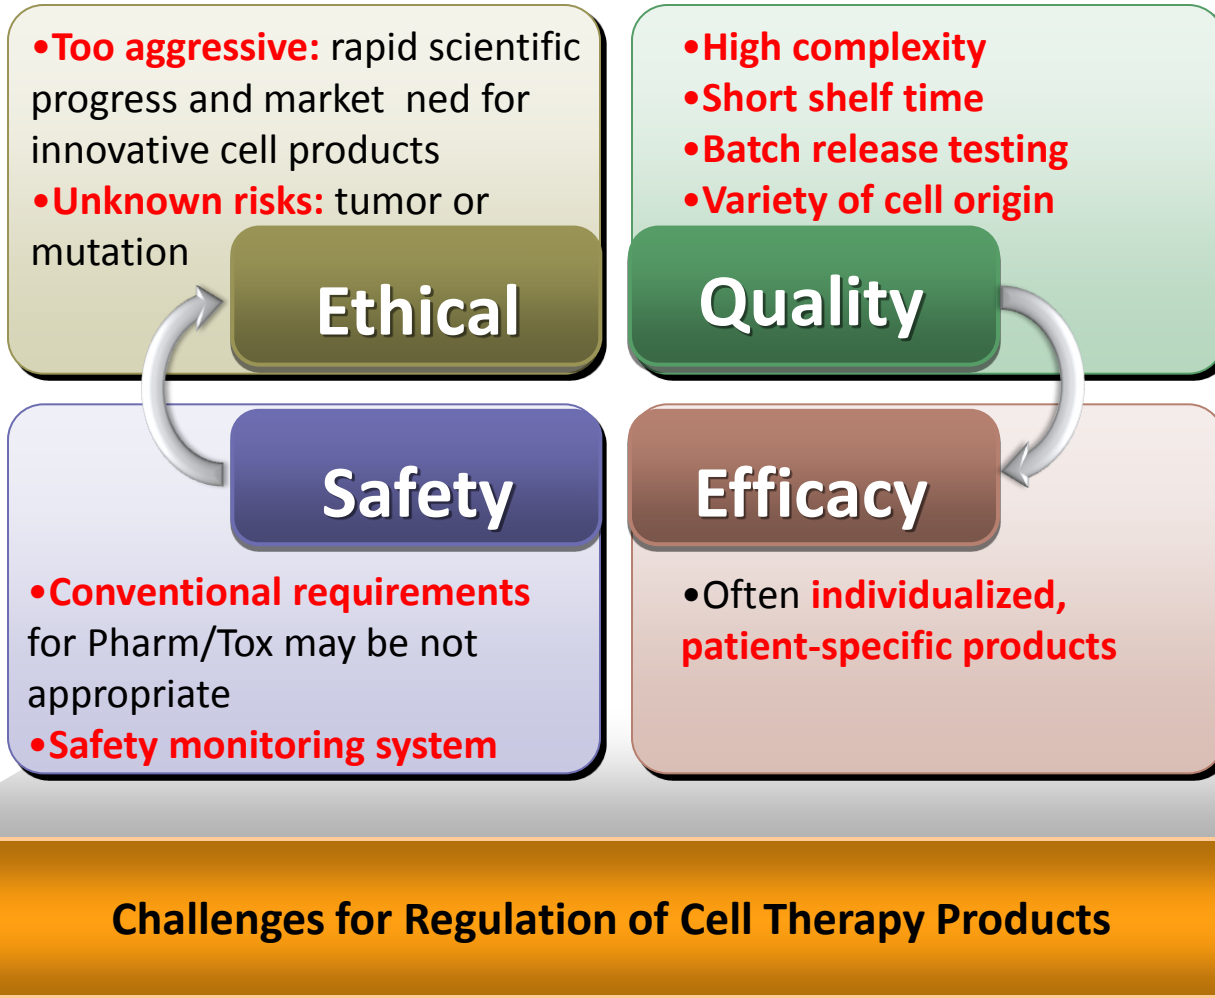 •Too aggressive: rapid scientific
progress and market  ned for
innovative cell products
•Unknown risks: tumor or
mutation
Ethical
•High complexity
•Short shelf time
•Batch release testing
•Variety of cell origin
Quality
Safety
•Conventional requirements
for Pharm/Tox may be not
appropriate
•Safety monitoring system
Efficacy
•Often individualized,
patient-specific products
Challenges for Regulation of Cell Therapy Products